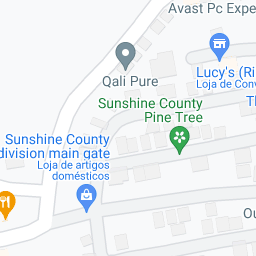 Avast Pc Expe
Qali Pure
Lucy's (Ri
Loja de Conv
Sunshine County
Pine Tree
Th
Sunshine County
division main gate
Loja de artigos
domésticos
Ou